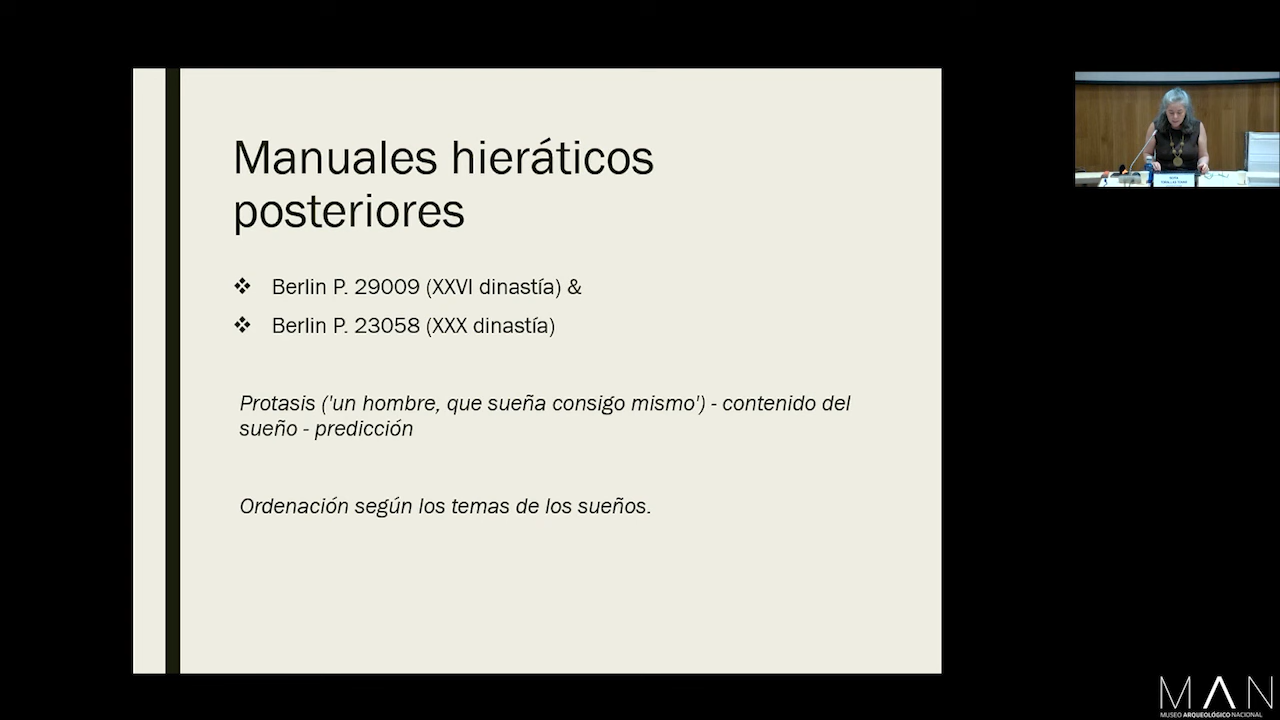 Manuales hieráticos
posteriores
❖ Berlin P. 29009 (XXVI dinastía) &
❖ Berlin P. 23058 (XXX dinastía)
Protasis ('un hombre, que sueña consigo mismo') - contenido del
sueño - predicción
Ordenación según los temas de los sueños.
MAN
MUSEO ARQUEOLÓGICO NACIONAL